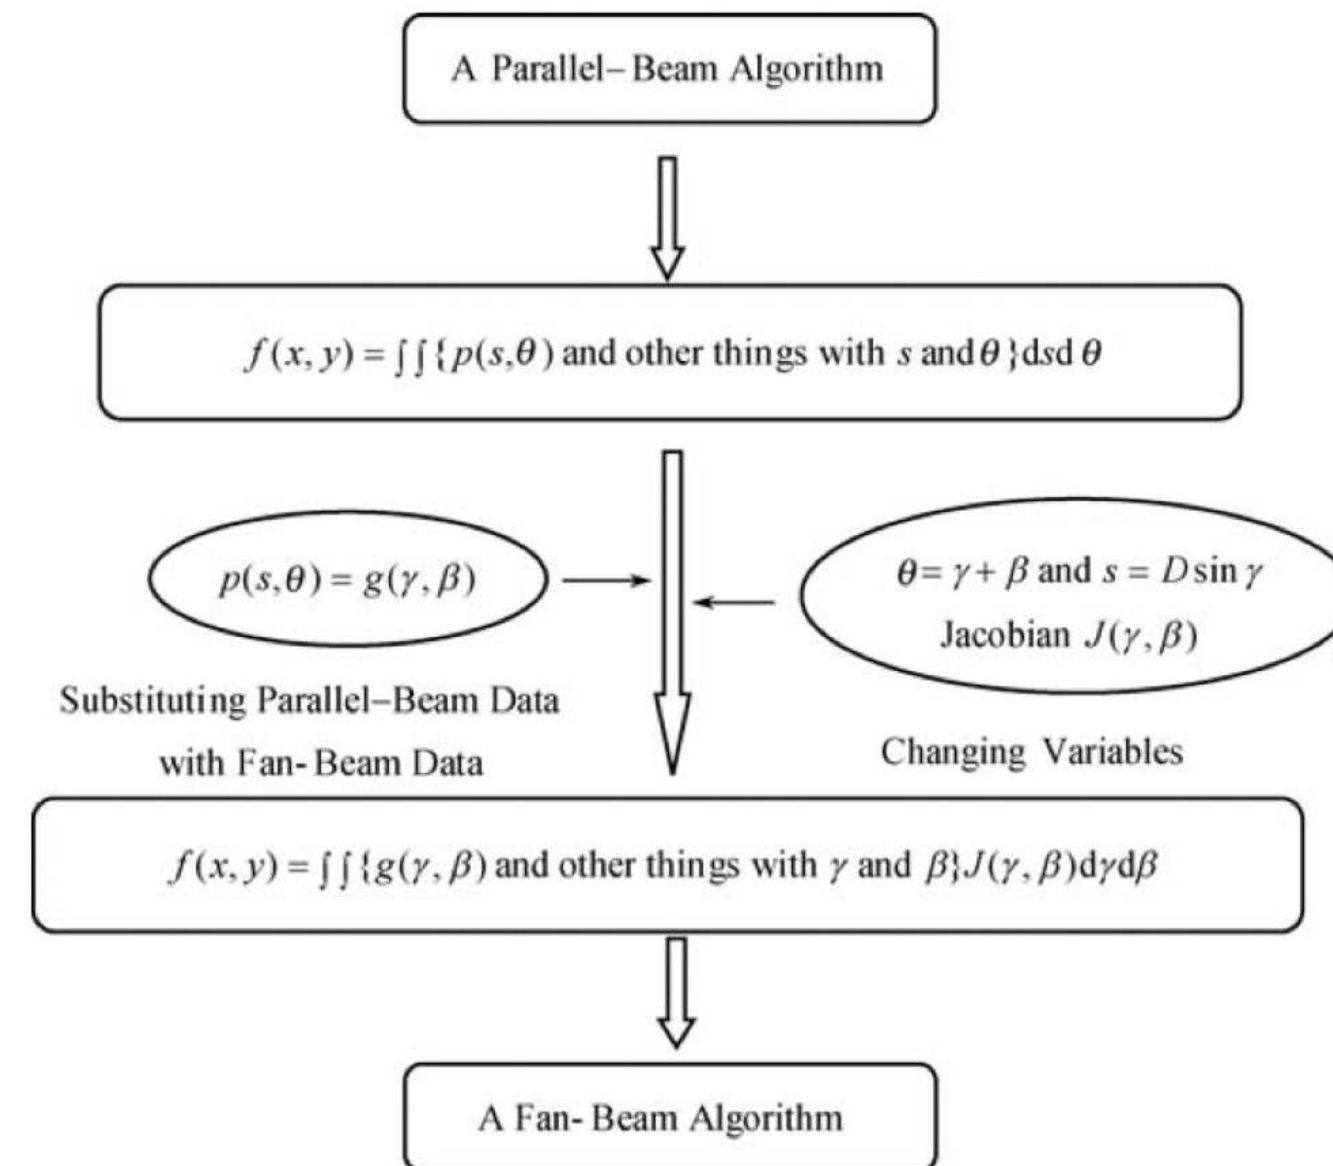 A Parallel–Beam Algorithm
f(x, y) = ∫∫{p(s,θ) and other things with s and θ}dsd θ
p(s,θ) = g(γ, β)
θ= γ+ β and s = D sin γ
Jacobian J(γ, β)
Substituting Parallel–Beam Data
with Fan-Beam Data
Changing Variables
f(x, y) = ∫∫{g(γ, β) and other things with γ and β}J(γ, β)dγdβ
A Fan-Beam Algorithm